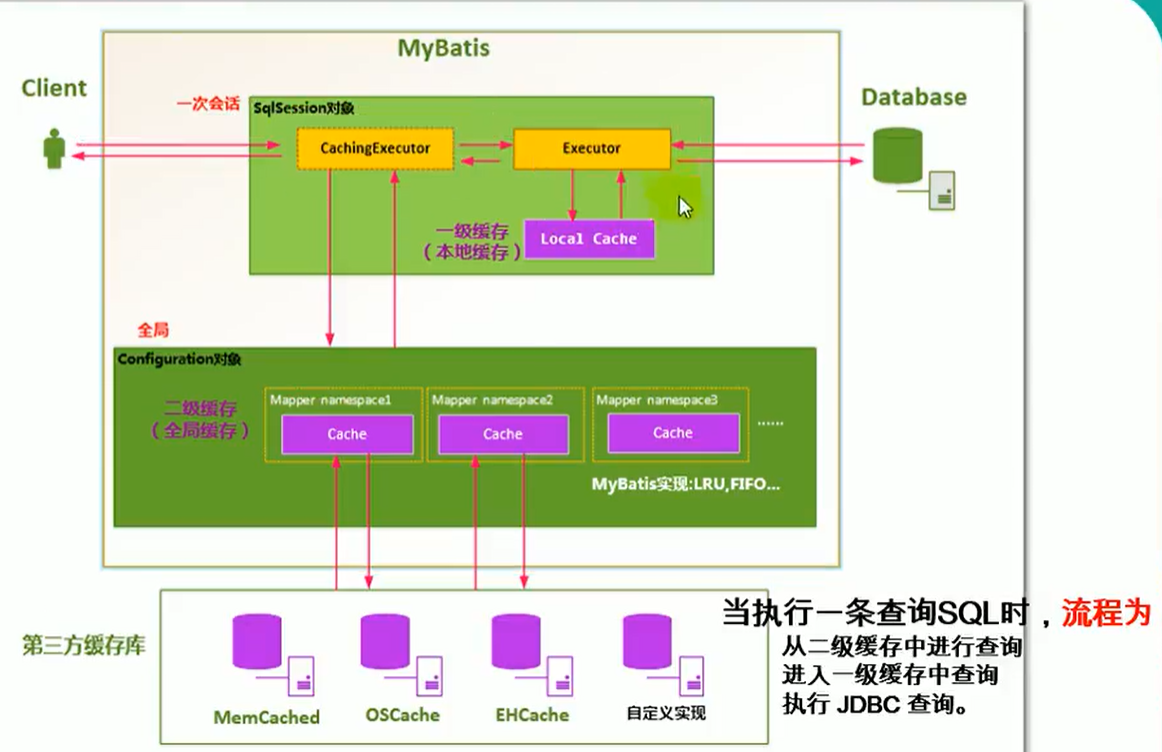 MyBatis
Client
一次会话
SqlSession对象
Database
CachingExecutor
Executor
一级缓存
（本地缓存）
Local Cache
全局
Configuration对象
二级缓存
（全局缓存）
Mapper namespace1
Mapper namespace2
Mapper namespace3
Cache
Cache
Cache
......
MyBatis实现:LRU,FIFO...
第三方缓存库
MemCached
OSCache
EHCache
自定义实现
当执行一条查询SQL时，流程为
从二级缓存中进行查询
进入一级缓存中查询
执行 JDBC 查询。